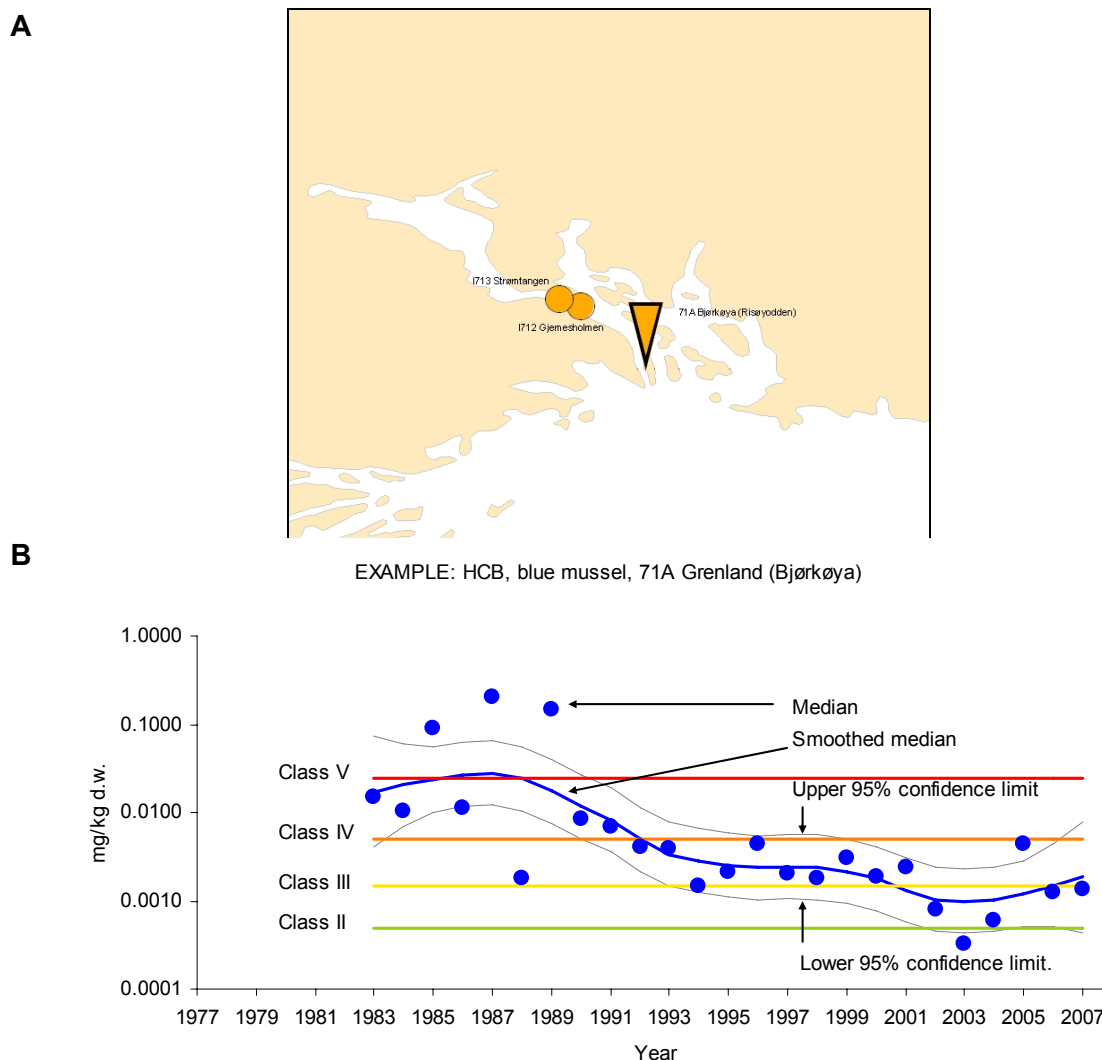 A
I713 Strømtangen
I712 Gjemesholmen
71A Bjørkøya (Risøyodden)
B
EXAMPLE: HCB, blue mussel, 71A Grenland (Bjørkøya)
1.0000
0.1000
0.0100
0.0010
0.0001
mg/kg d.w.
Median
Smoothed median
Class V
Upper 95% confidence limit
Class IV
Class III
Class II
Lower 95% confidence limit.
1977 1979 1981 1983 1985 1987 1989 1991 1993 1995 1997 1999 2001 2003 2005 2007
Year